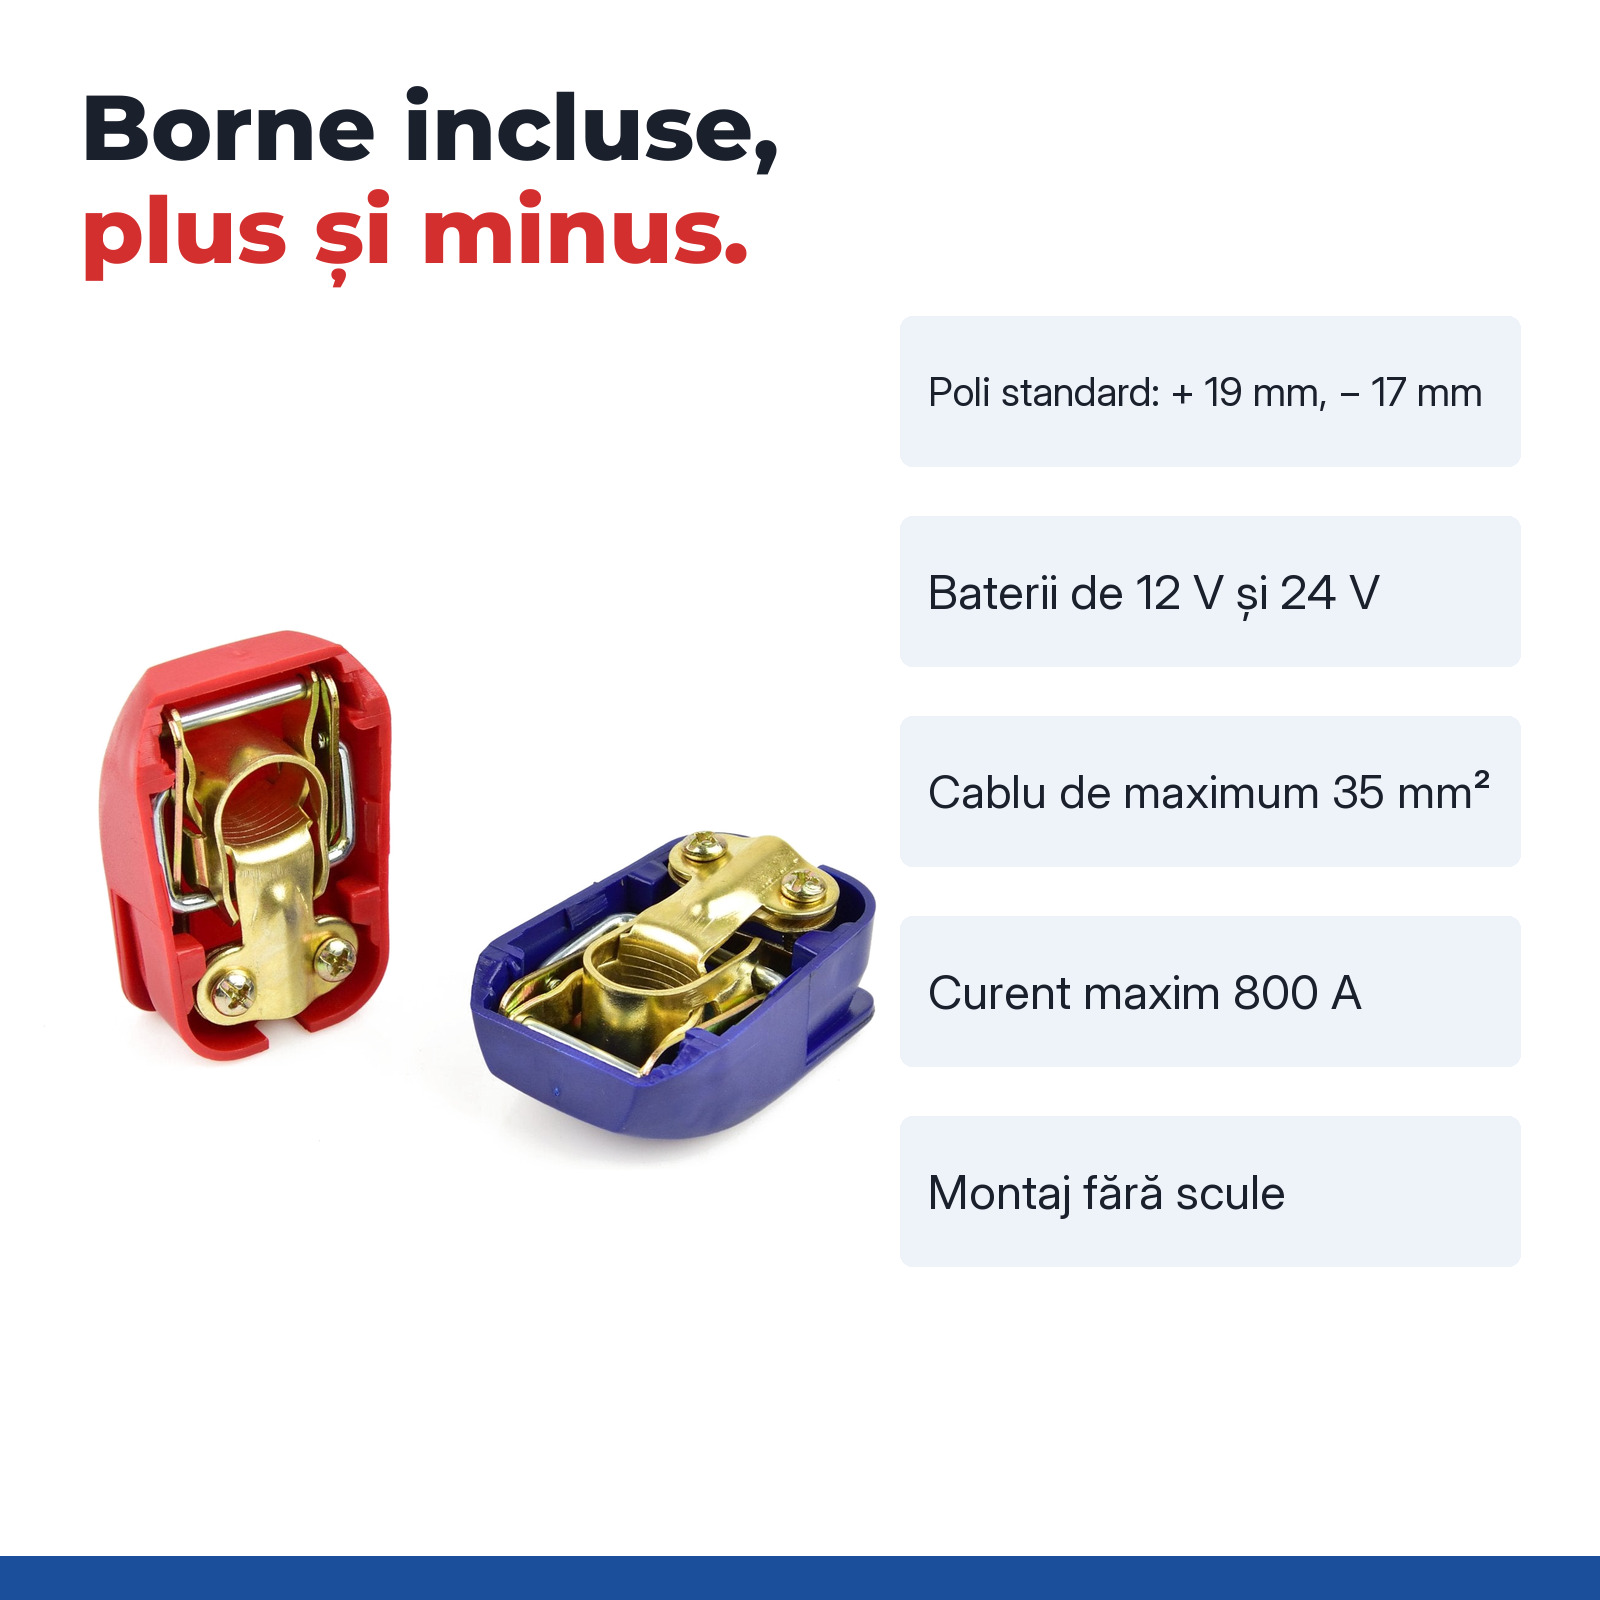 Borne incluse,
plus și minus.
Poli standard: + 19 mm, – 17 mm
Baterii de 12 V și 24 V
Cablu de maximum 35 mm²
Curent maxim 800 A
Montaj fără scule